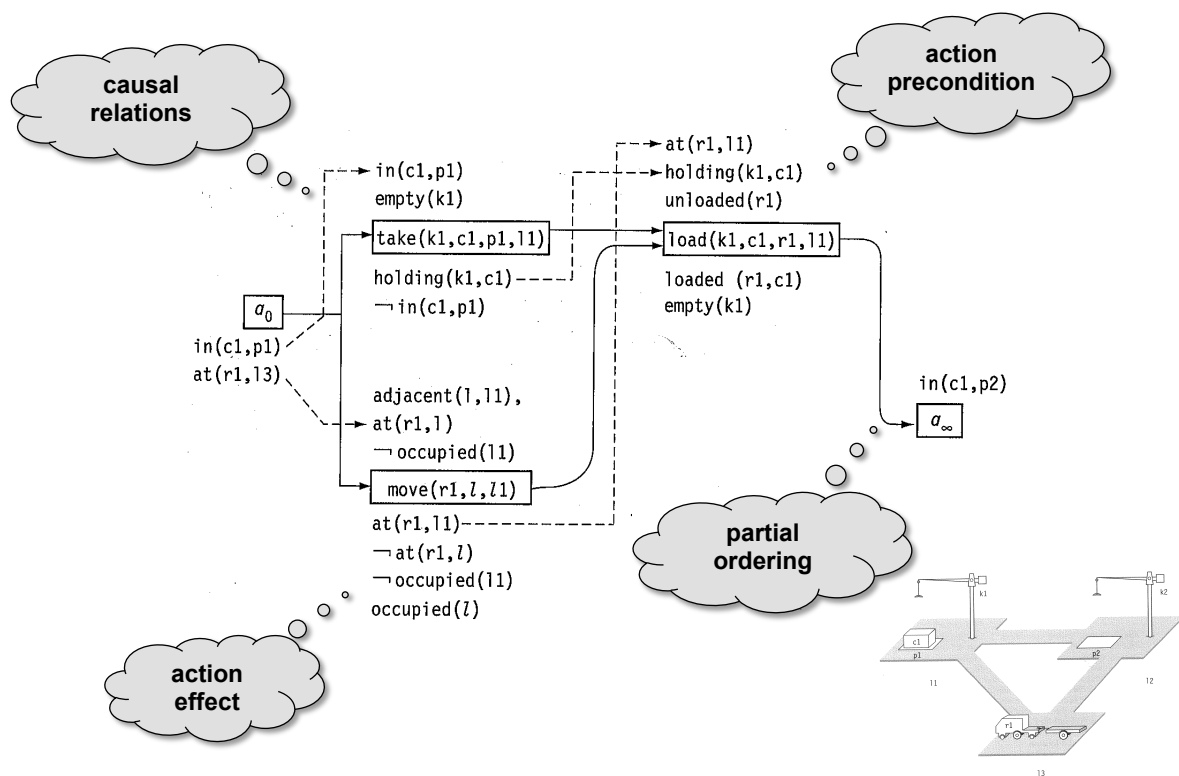 causal
relations
action
precondition
in(c1,p1)
empty(k1)
take(k1,c1,p1,l1)
holding(k1,c1)
¬in(c1,p1)
at(r1,l1)
holding(k1,c1)
unloaded(r1)
load(k1,c1,r1,l1)
loaded (r1,c1)
empty(k1)
a₀
in(c1,p1)
at(r1,l3)
adjacent(l,l1),
at(r1,l)
¬occupied(l1)
move(r1,l,l1)
at(r1,l1)
¬at(r1,l)
¬occupied(l1)
occupied(l)
in(c1,p2)
a∞
partial
ordering
action
effect
k1
k2
c1
p1
p2
l1
l2
r1
l3